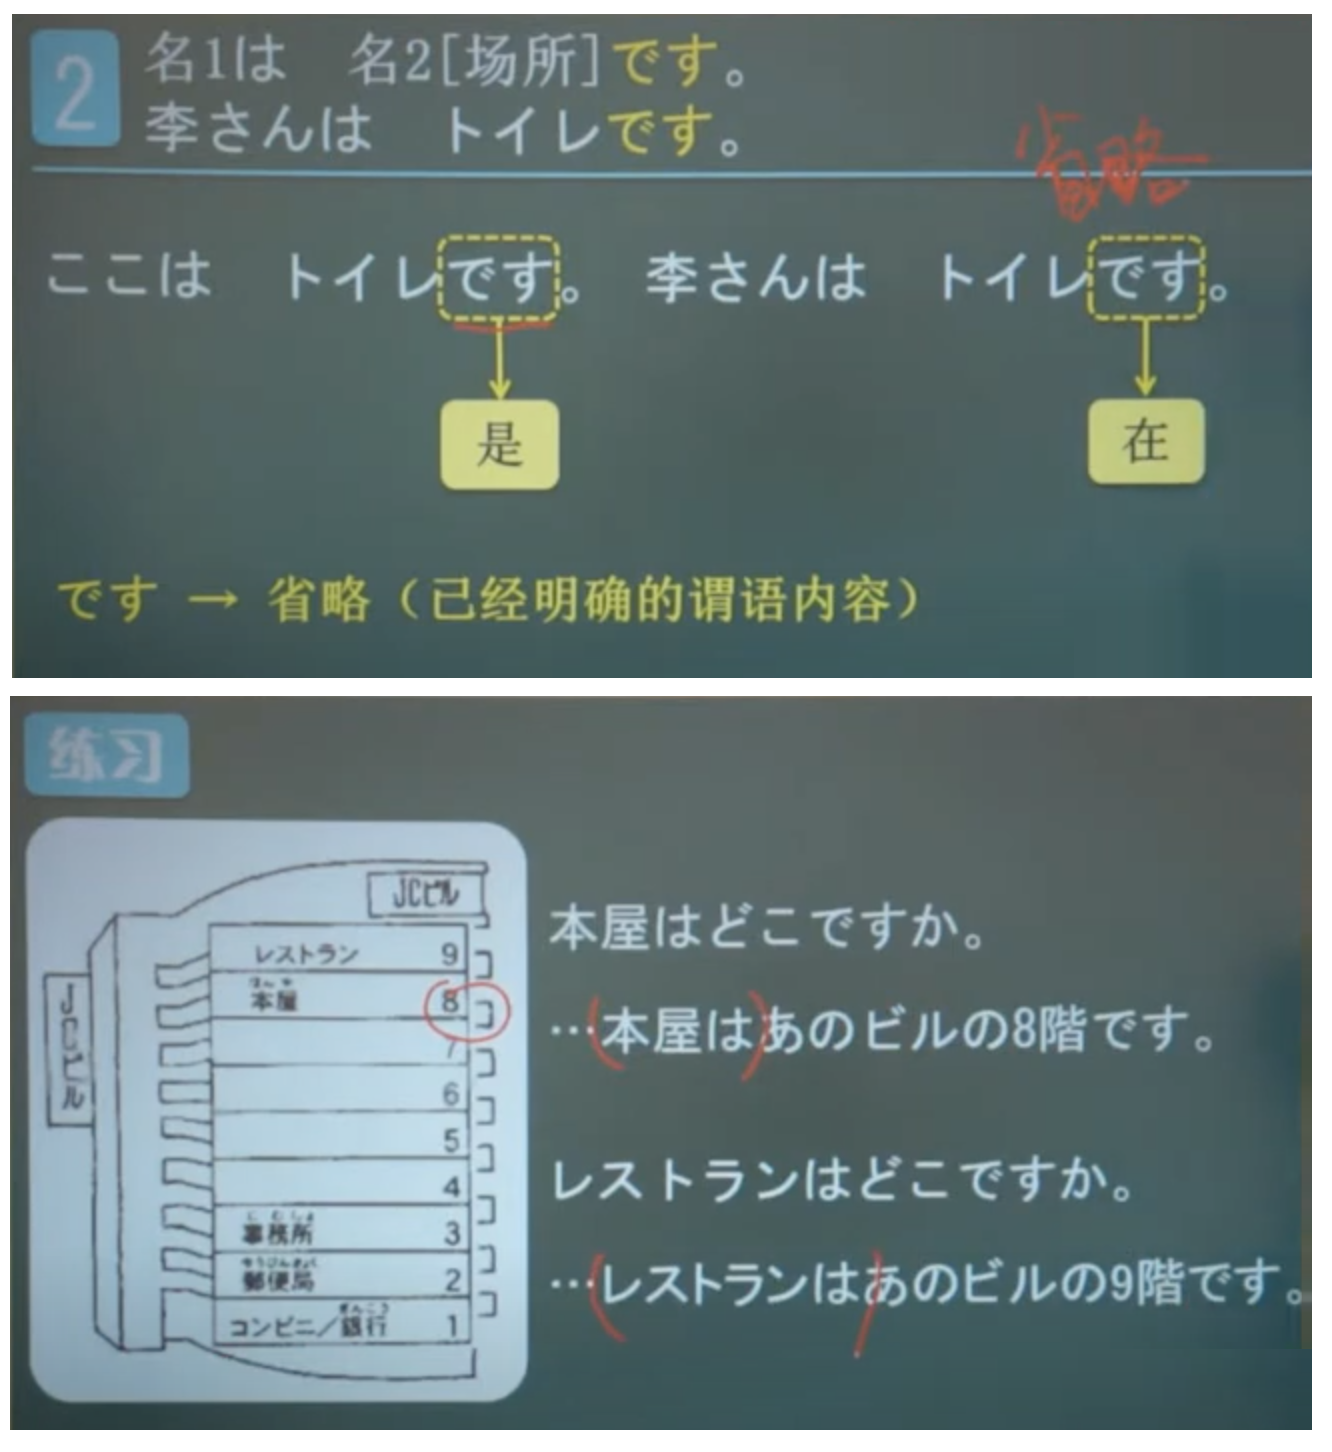 2
名1は 名2[场所]です。
李さんは トイレです。
省略
ここは トイレです。 李さんは トイレです。
是 在
です → 省略（已经明确的谓语内容）
练习
JCビル
JCビル
レストラン 9
ほんや
本屋 8
7
6
5
4
じむしょ
事務所 3
ゆうびんきょく
郵便局 2
ぎんこう
コンビニ／銀行 1
本屋はどこですか。
…(本屋は)あのビルの8階です。
レストランはどこですか。
…(レストランは)あのビルの9階です。